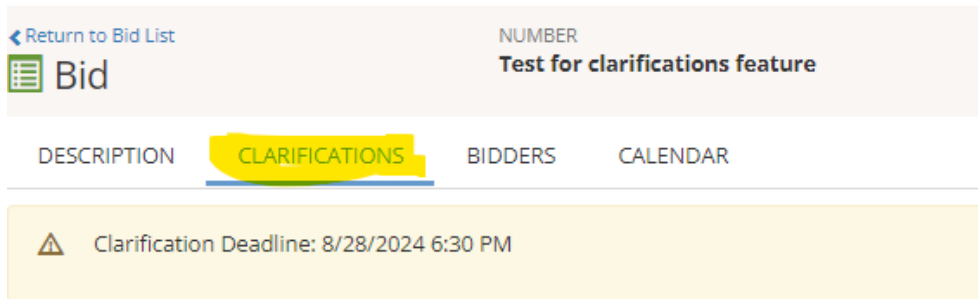 Return to Bid List
NUMBER
Bid
Test for clarifications feature
DESCRIPTION CLARIFICATIONS BIDDERS CALENDAR
Clarification Deadline: 8/28/2024 6:30 PM